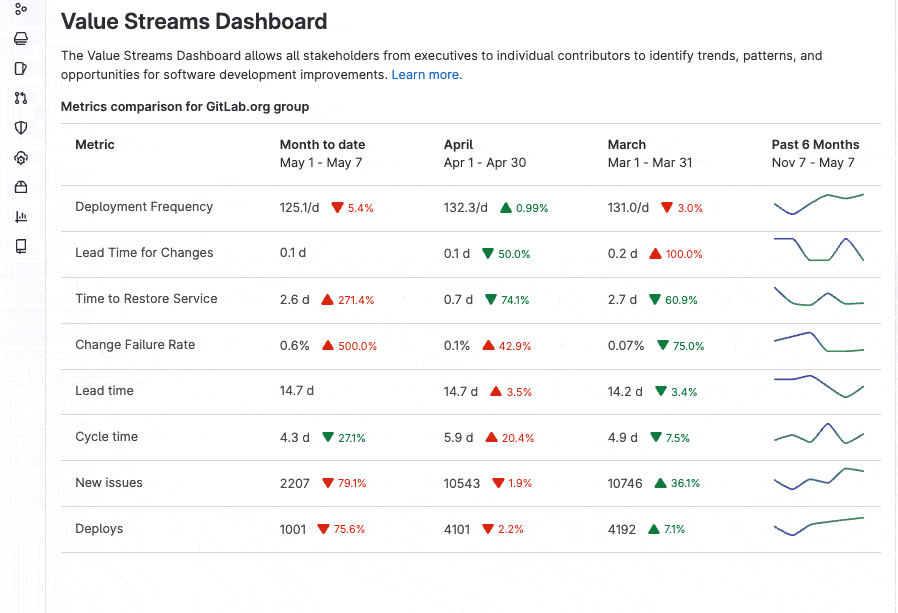 Value Streams Dashboard
The Value Streams Dashboard allows all stakeholders from executives to individual contributors to identify trends, patterns, and
opportunities for software development improvements. Learn more.
Metrics comparison for GitLab.org group
Metric Month to date April March Past 6 Months
May 1 - May 7 Apr 1 - Apr 30 Mar 1 - Mar 31 Nov 7 - May 7
Deployment Frequency 125.1/d ▼ 5.4% 132.3/d ▲ 0.99% 131.0/d ▼ 3.0%
Lead Time for Changes 0.1 d 0.1 d ▼ 50.0% 0.2 d ▲ 100.0%
Time to Restore Service 2.6 d ▲ 271.4% 0.7 d ▼ 74.1% 2.7 d ▼ 60.9%
Change Failure Rate 0.6% ▲ 500.0% 0.1% ▲ 42.9% 0.07% ▼ 75.0%
Lead time 14.7 d 14.7 d ▲ 3.5% 14.2 d ▼ 3.4%
Cycle time 4.3 d ▼ 27.1% 5.9 d ▲ 20.4% 4.9 d ▼ 7.5%
New issues 2207 ▼ 79.1% 10543 ▼ 1.9% 10746 ▲ 36.1%
Deploys 1001 ▼ 75.6% 4101 ▼ 2.2% 4192 ▲ 7.1%